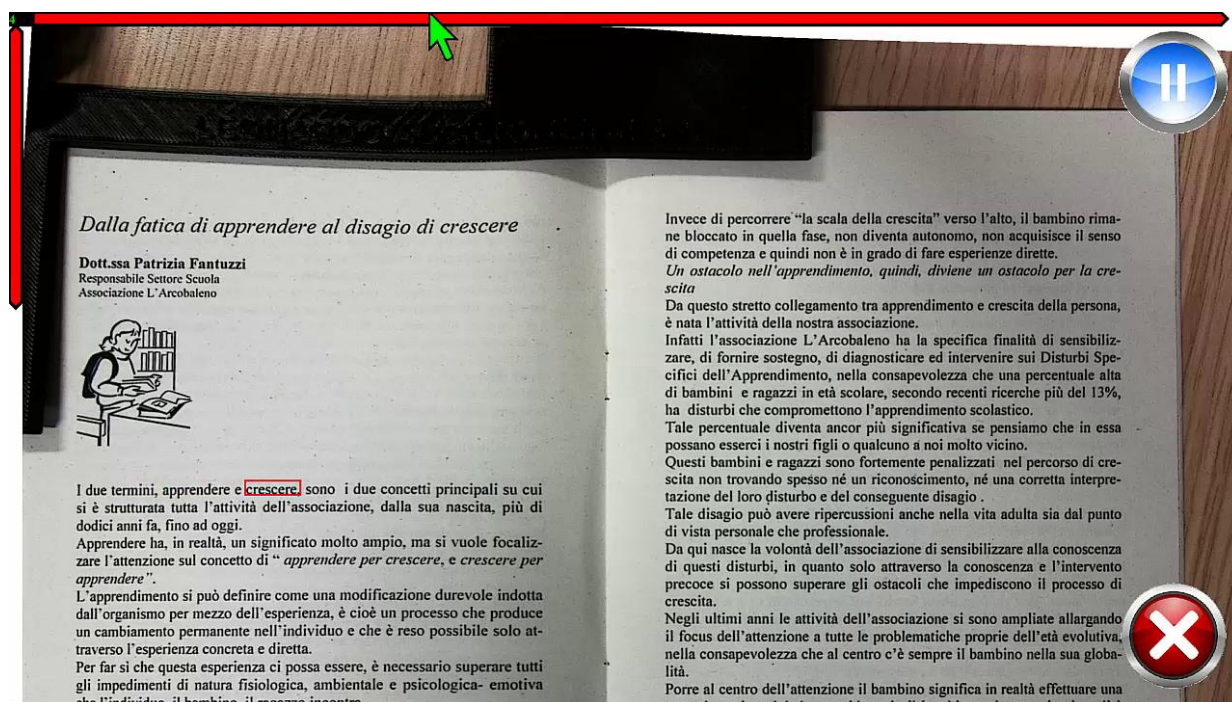 Dalla fatica di apprendere al disagio di crescere
Dott.ssa Patrizia Fantuzzi
Responsabile Settore Scuola
Associazione L'Arcobaleno
I due termini, apprendere e crescere, sono i due concetti principali su cui
si è strutturata tutta l'attività dell'associazione, dalla sua nascita, più di
dodici anni fa, fino ad oggi.
Apprendere ha, in realtà, un significato molto ampio, ma si vuole focaliz-
zare l'attenzione sul concetto di " apprendere per crescere, e crescere per
apprendere".
L'apprendimento si può definire come una modificazione durevole indotta
dall'organismo per mezzo dell'esperienza, è cioè un processo che produce
un cambiamento permanente nell'individuo e che è reso possibile solo at-
traverso l'esperienza concreta e diretta.
Per far si che questa esperienza ci possa essere, è necessario superare tutti
gli impedimenti di natura fisiologica, ambientale e psicologica- emotiva
che l'individuo, il bambino, il ragazzo incontra
Invece di percorrere "la scala della crescita" verso l'alto, il bambino rima-
ne bloccato in quella fase, non diventa autonomo, non acquisisce il senso
di competenza e quindi non è in grado di fare esperienze dirette.
Un ostacolo nell'apprendimento, quindi, diviene un ostacolo per la cre-
scita
Da questo stretto collegamento tra apprendimento e crescita della persona,
è nata l'attività della nostra associazione.
Infatti l'associazione L'Arcobaleno ha la specifica finalità di sensibiliz-
zare, di fornire sostegno, di diagnosticare ed intervenire sui Disturbi Spe-
cifici dell'Apprendimento, nella consapevolezza che una percentuale alta
di bambini e ragazzi in età scolare, secondo recenti ricerche più del 13%,
ha disturbi che compromettono l'apprendimento scolastico.
Tale percentuale diventa ancor più significativa se pensiamo che in essa
possano esserci i nostri figli o qualcuno a noi molto vicino.
Questi bambini e ragazzi sono fortemente penalizzati nel percorso di cre-
scita non trovando spesso né un riconoscimento, né una corretta interpre-
tazione del loro disturbo e del conseguente disagio .
Tale disagio può avere ripercussioni anche nella vita adulta sia dal punto
di vista personale che professionale.
Da qui nasce la volontà dell'associazione di sensibilizzare alla conoscenza
di questi disturbi, in quanto solo attraverso la conoscenza e l'intervento
precoce si possono superare gli ostacoli che impediscono il processo di
crescita.
Negli ultimi anni le attività dell'associazione si sono ampliate allargando
il focus dell'attenzione a tutte le problematiche proprie dell'età evolutiva,
nella consapevolezza che al centro c'è sempre il bambino nella sua globa-
lità.
Porre al centro dell'attenzione il bambino significa in realtà effettuare una